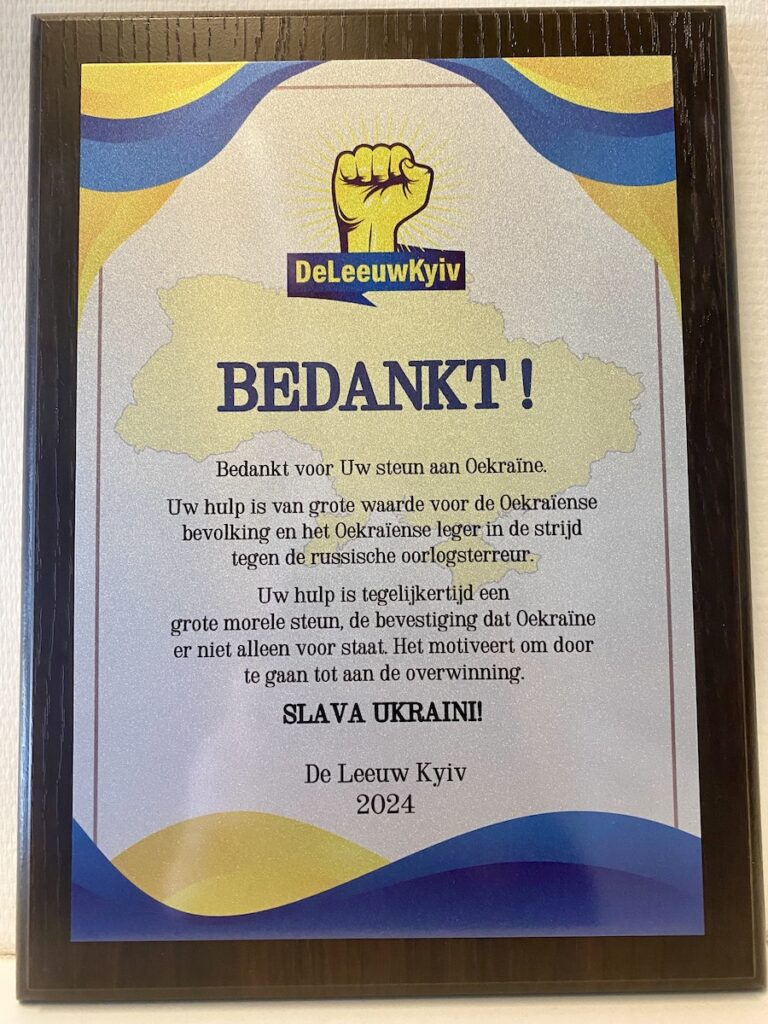 DeLeeuwKyiv
BEDANKT!
Bedankt voor Uw steun aan Oekraïne.
Uw hulp is van grote waarde voor de Oekraïense
bevolking en het Oekraïense leger in de strijd
tegen de russische oorlogsterreur.
Uw hulp is tegelijkertijd een
grote morele steun, de bevestiging dat Oekraïne
er niet alleen voor staat. Het motiveert om door
te gaan tot aan de overwinning.
SLAVA UKRAINI!
De Leeuw Kyiv
2024